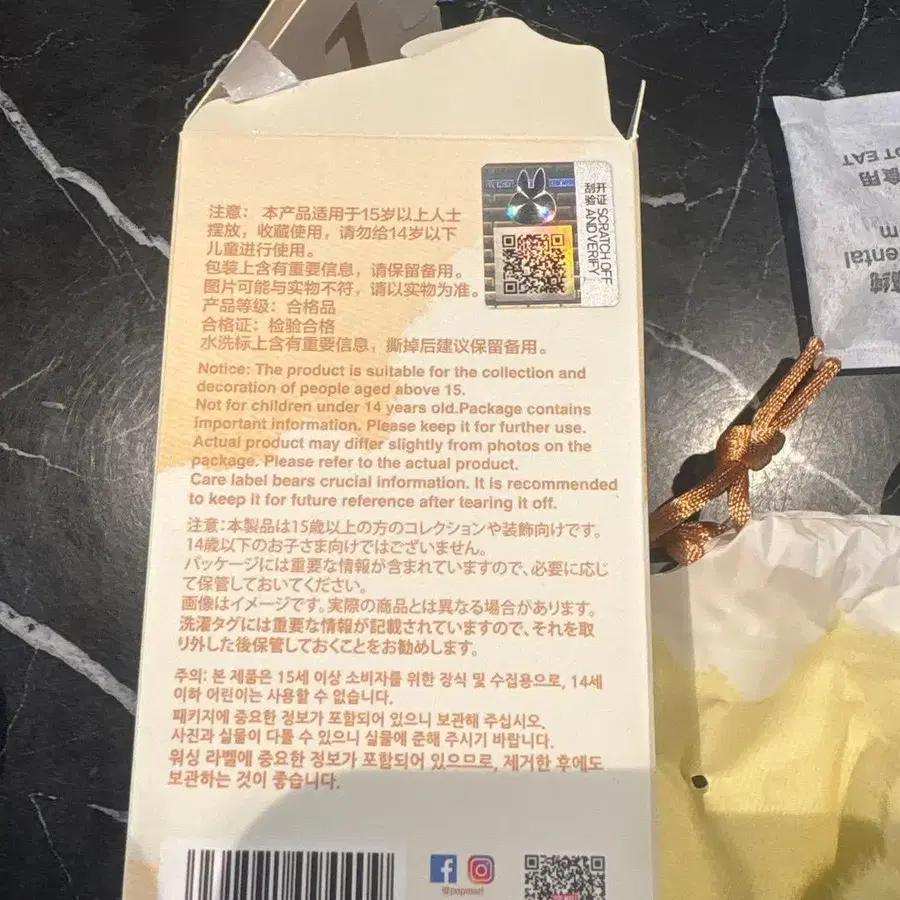 注意: 本产品适用于15岁以上人士
摆放，收藏使用，请勿给14岁以下
儿童进行使用。
包装上含有重要信息，请保留备用。
图片可能与实物不符，请以实物为准。
产品等级：合格品
合格证：检验合格
水洗标上含有重要信息，撕掉后建议保留备用。
刮开
验证
SCRATCH OFF
AND VERIFY
Notice: The product is suitable for the collection and
decoration of people aged above 15.
Not for children under 14 years old.Package contains
important information. Please keep it for further use.
Actual product may differ slightly from photos on the
package. Please refer to the actual product.
Care label bears crucial information. It is recommended
to keep it for future reference after tearing it off.
注意:本製品は15歳以上の方のコレクションや装飾向けです。
14歳以下のお子さま向けではございません。
パッケージには重要な情報が含まれていますので、必要に応じ
て保管しておいてください。
画像はイメージです。実際の商品とは異なる場合があります。
洗濯タグには重要な情報が記載されていますので、それを取
り外した後保管しておくことをお勧めします。
주의: 본 제품은 15세 이상 소비자를 위한 장식 및 수집용으로, 14세
이하 어린이는 사용할 수 없습니다.
패키지에 중요한 정보가 포함되어 있으니 보관해 주십시오.
사진과 실물이 다를 수 있으니 실물에 준해 주시기 바랍니다.
워싱 라벨에 중요한 정보가 포함되어 있으므로, 제거한 후에도
보관하는 것이 좋습니다.
@popmart
OT EAT
食用
m
ental